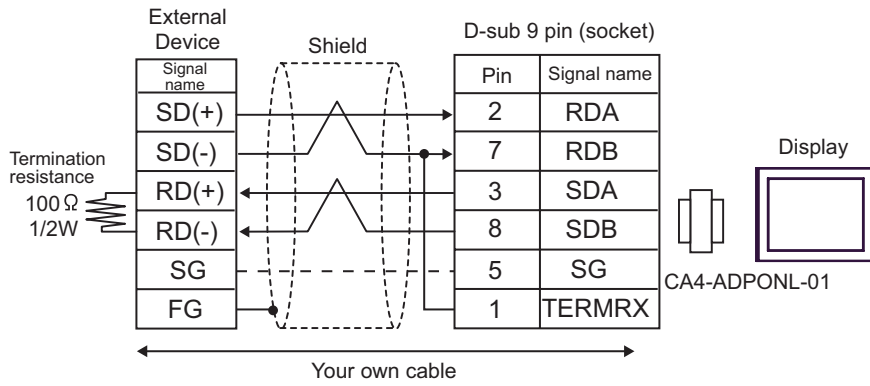 External
Device
Shield
D-sub 9 pin (socket)
Signal
name
Pin
Signal name
SD(+)
2
RDA
SD(-)
7
RDB
Display
Termination
resistance
100 Ω
1/2W
RD(+)
3
SDA
RD(-)
8
SDB
SG
5
SG
CA4-ADPONL-01
FG
1
TERMRX
Your own cable